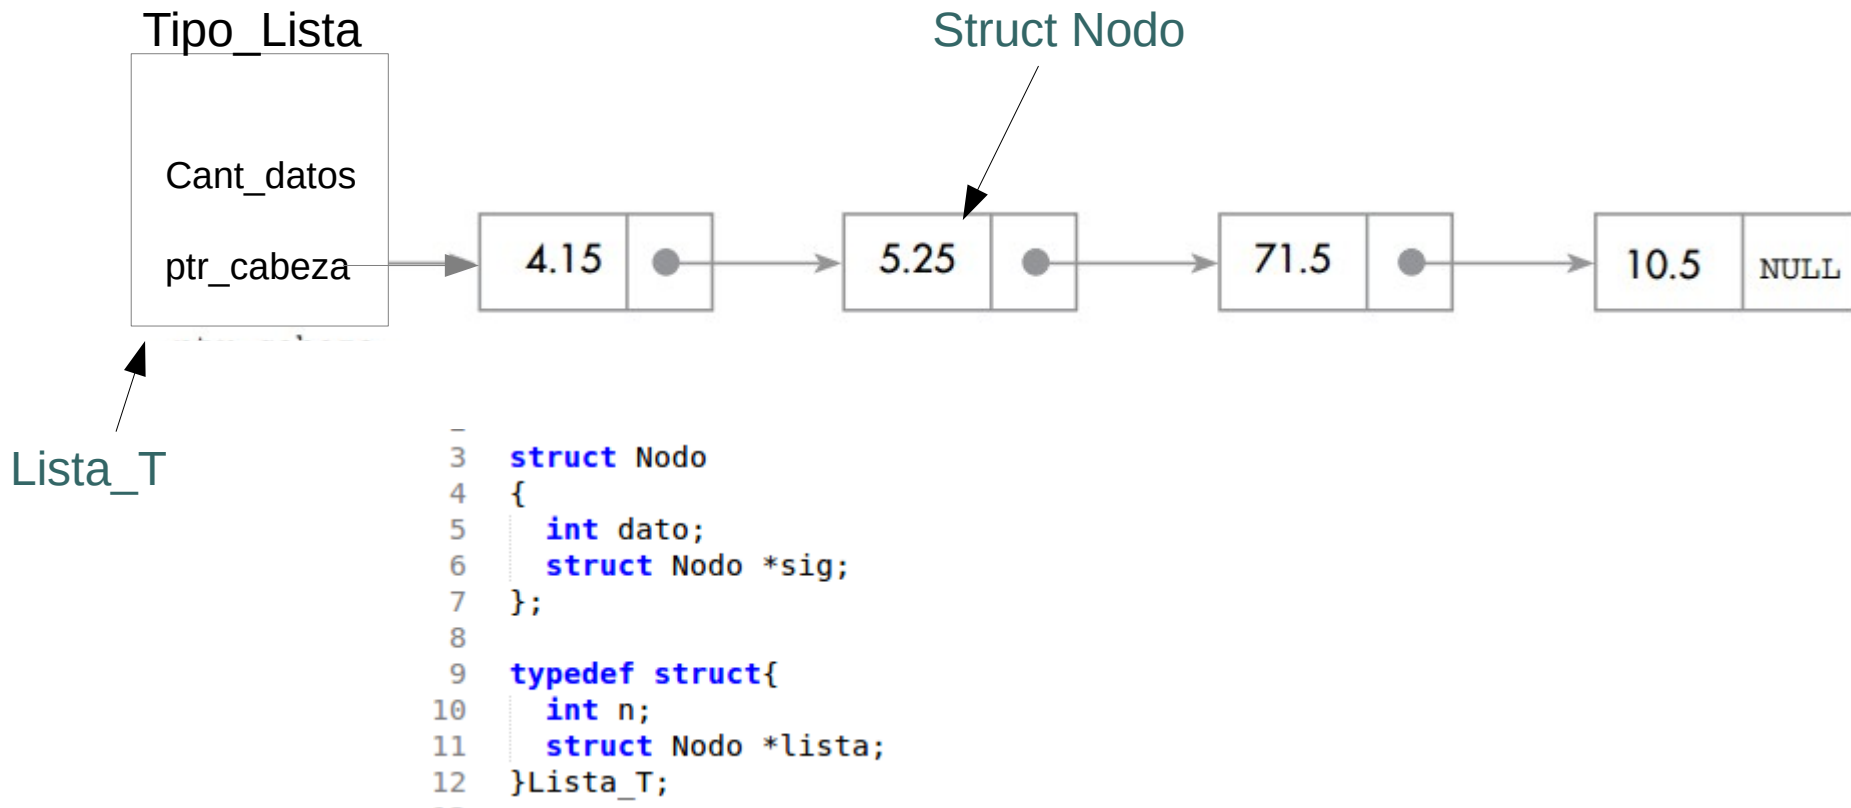 Tipo_Lista
Struct Nodo
Cant_datos
ptr_cabeza
4.15
5.25
71.5
10.5
NULL
Lista_T
3 struct Nodo
4 {
5 int dato;
6 struct Nodo *sig;
7 };
8
9 typedef struct{
10 int n;
11 struct Nodo *lista;
12 }Lista_T;